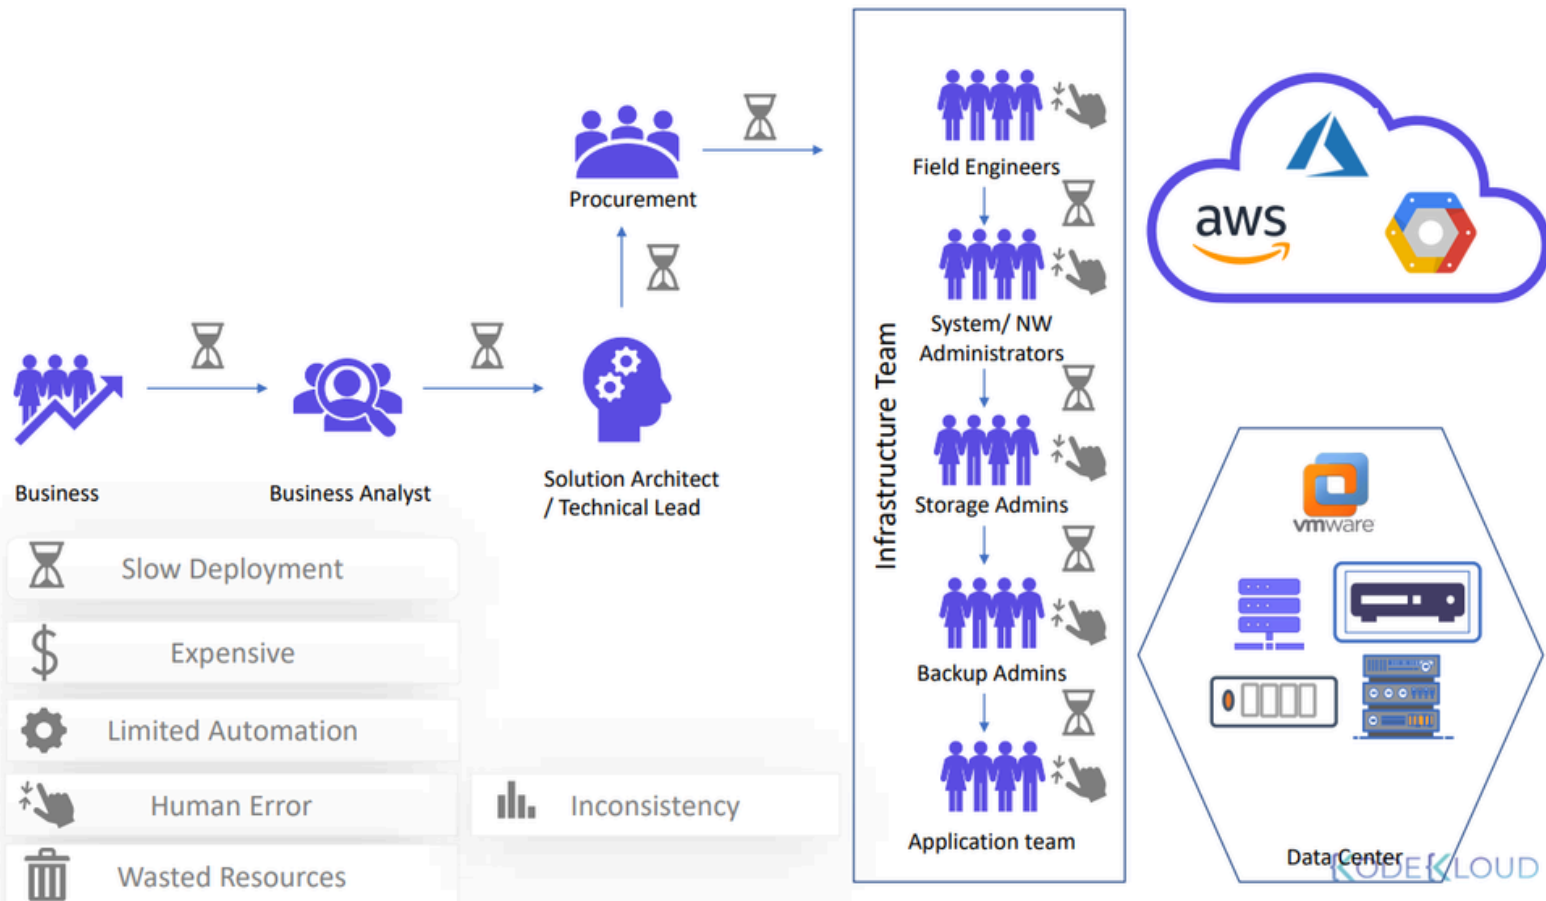 Procurement
Business
Business Analyst
Solution Architect
/ Technical Lead
Slow Deployment
$
Expensive
Limited Automation
Human Error
Inconsistency
Wasted Resources
Infrastructure Team
Field Engineers
System/ NW
Administrators
Storage Admins
Backup Admins
Application team
aws
vmware
Data Center
KODEKLOUD